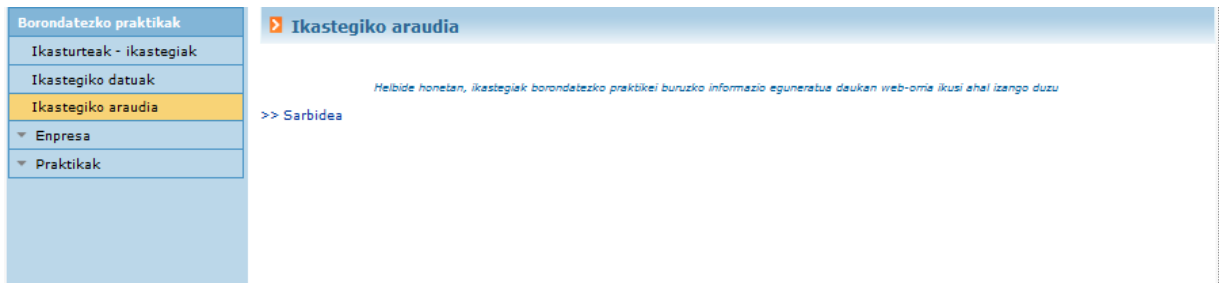 Borondatezko praktikak
Ikasturteak - ikastegiak
Ikastegiko datuak
Ikastegiko araudia
Enpresa
Praktikak
Ikastegiko araudia
Helbide honetan, ikastegiak borondatezko praktikei buruzko informazio eguneratua daukan web-orria ikusi ahal izango duzu
>> Sarbidea